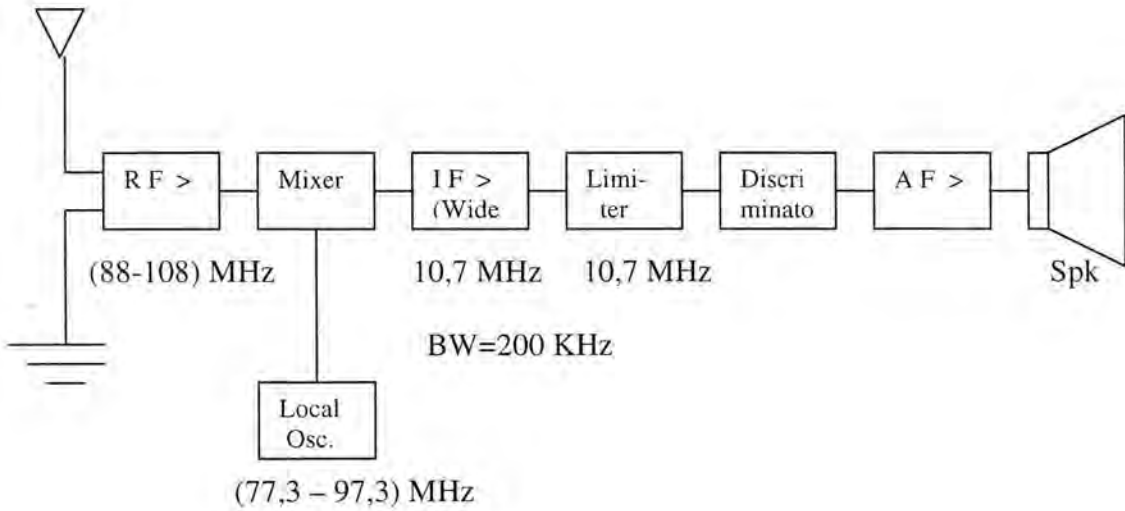 R F >
Mixer
I F >
(Wide
Limi-
ter
Discri
minato
A F >
(88-108) MHz
10,7 MHz
10,7 MHz
Spk
BW=200 KHz
Local
Osc.
(77,3 – 97,3) MHz